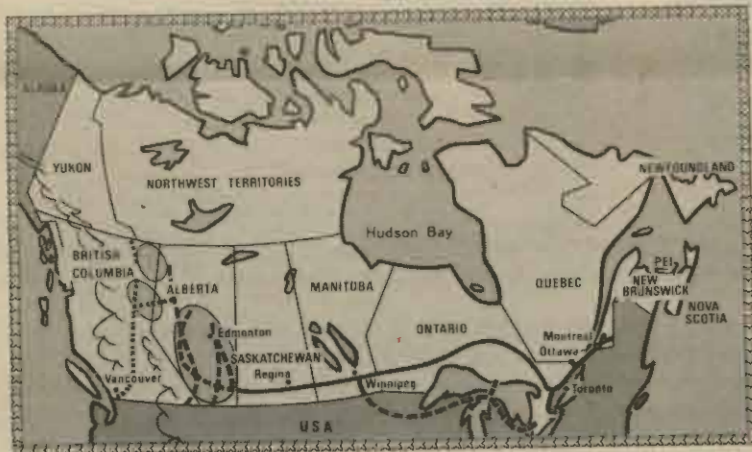 ALASKA
YUKON
NORTHWEST TERRITORIES
NEWFOUNDLAND
Hudson Bay
BRITISH
COLUMBIA
ALBERTA
MANITOBA
QUEBEC
PEI
NEW
BRUNSWICK
NOVA
SCOTIA
ONTARIO
Edmonton
SASKATCHEWAN
Regina
Montreal
Ottawa
Vancouver
Winnipeg
Toronto
USA